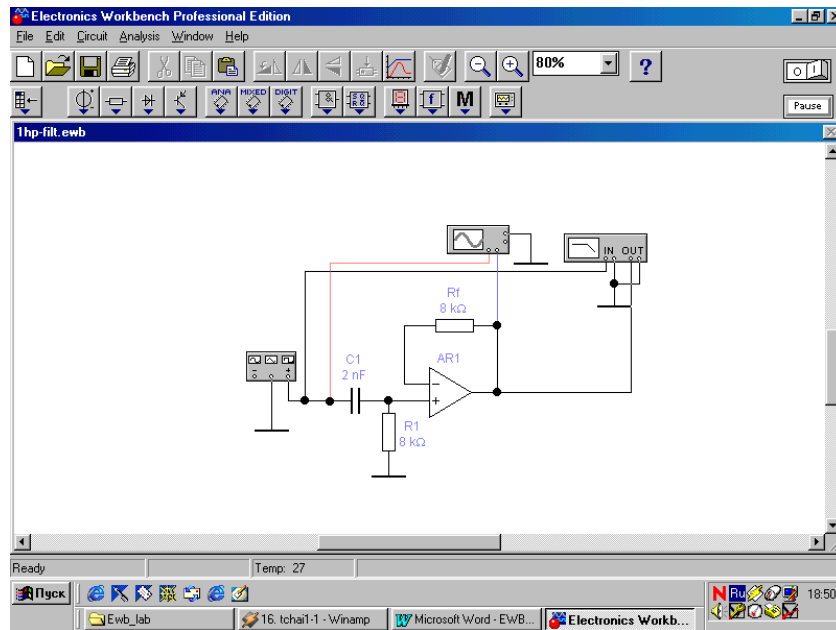 Electronics Workbench Professional Edition
File Edit Circuit Analysis Window Help
80%
?
O I
ANA MIXED DIGIT
&
f
M
Pause
1hp-filt.ewb
IN OUT
Rf
8 kΩ
C1
2 nF
AR1
R1
8 kΩ
Ready
Temp: 27
Пуск
N
Ru
18:50
Ewb_lab
16. tchai1-1 - Winamp
Microsoft Word - EWB...
Electronics Workb...